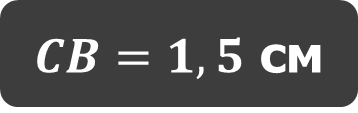 CB = 1, 5 см